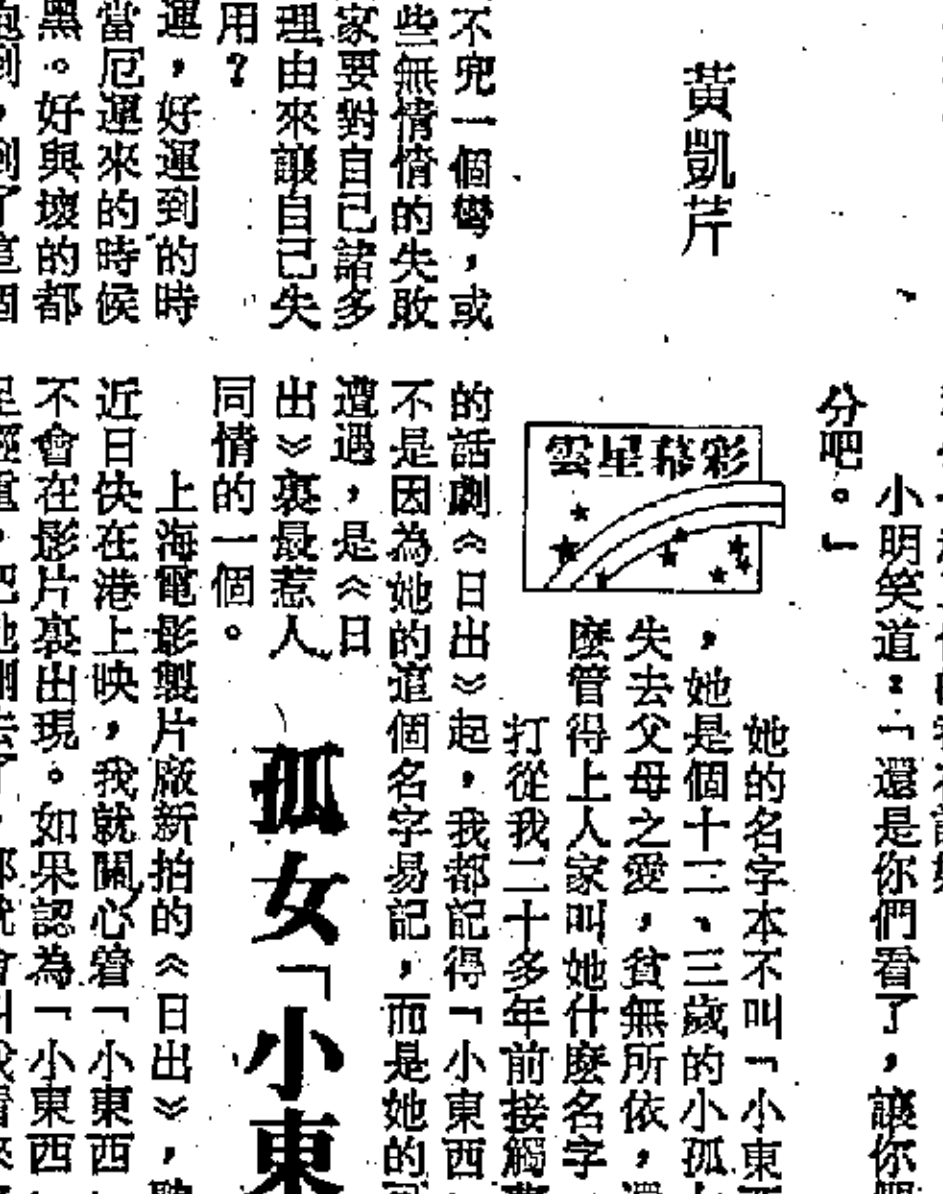 黃凱芹
不兜一個彎，或
些無情情的失敗
家要對自己諸多
理由來讓自己失
用？
運，好運到的時
當厄運來的時候
黑。好與壞的都
小明笑道：「還是你們看了，讓你
分吧。」
彩幕星雲
孤女「小東
她的名字本不叫「小東
，她是個十二、三歲的小孤
失去父母之愛，貧無所依，
麼管得上人家叫她什麼名字
打從我二十多年前接觸
的話劇《日出》起，我都記得「小東西
不是因為她的這個名字易記，而是她的
遭遇，是《日
出》裏最惹人
同情的一個。
上海電影製片廠新拍的《日出》，
近日快在港上映，我就關心着「小東西
不會在影片裏出現。如果認為「小東西